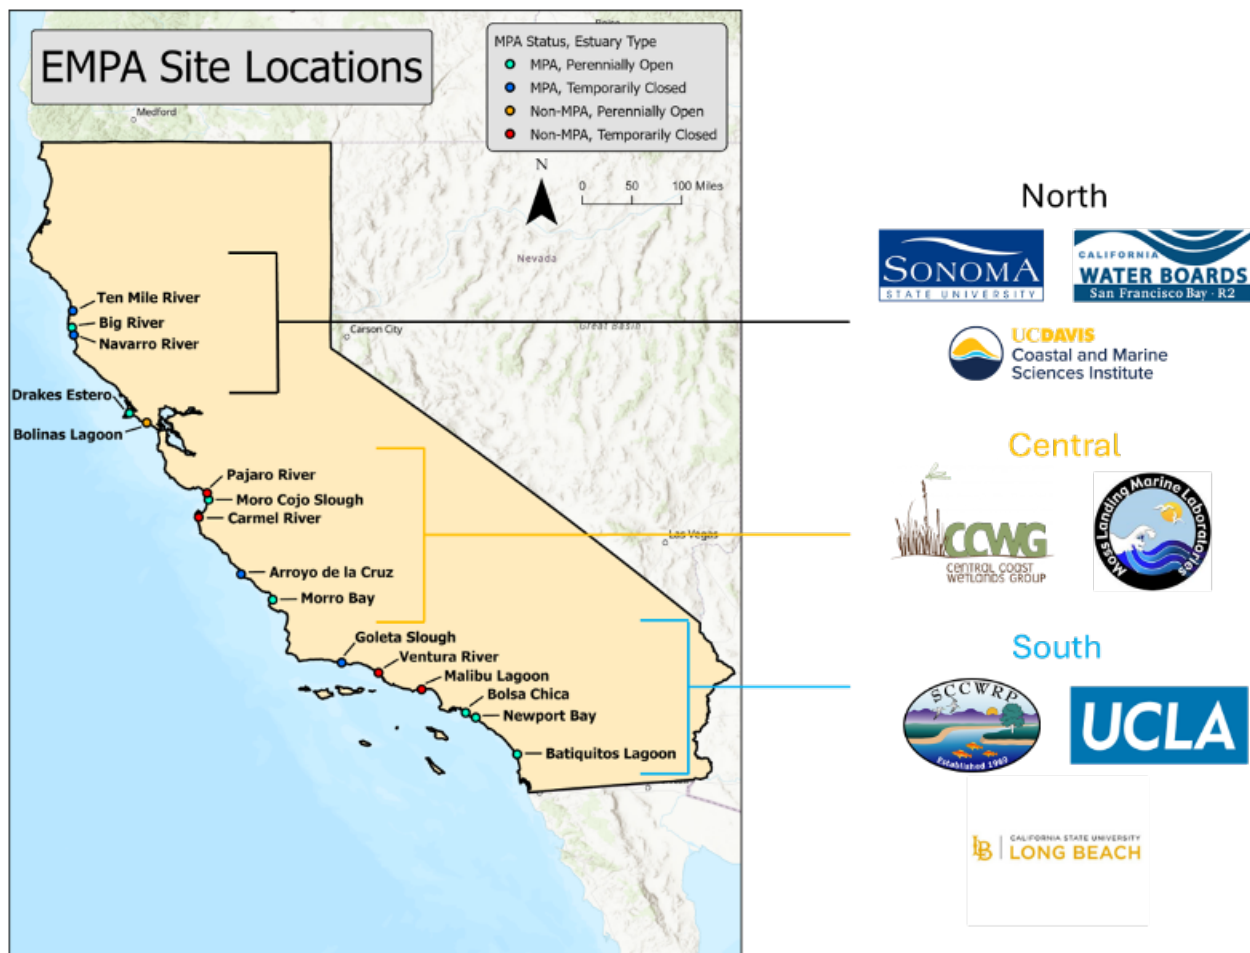 EMPA Site Locations
MPA Status, Estuary Type
MPA, Perennially Open
MPA, Temporarily Closed
Non-MPA, Perennially Open
Non-MPA, Temporarily Closed
Medford
N
0 50 100 Miles
Nevada
Carson City
Great Basin
Las Vegas
Ten Mile River
Big River
Navarro River
Drakes Estero
Bolinas Lagoon
Pajaro River
Moro Cojo Slough
Carmel River
Arroyo de la Cruz
Morro Bay
Goleta Slough
Ventura River
Malibu Lagoon
Bolsa Chica
Newport Bay
Batiquitos Lagoon
North
SONOMA
STATE UNIVERSITY
CALIFORNIA
WATER BOARDS
San Francisco Bay - R2
UCDAVIS
Coastal and Marine
Sciences Institute
Central
CCWG
CENTRAL COAST
WETLANDS GROUP
Moss Landing Marine Laboratories
South
SCCWRP
Established 1969
UCLA
LB
CALIFORNIA STATE UNIVERSITY
LONG BEACH